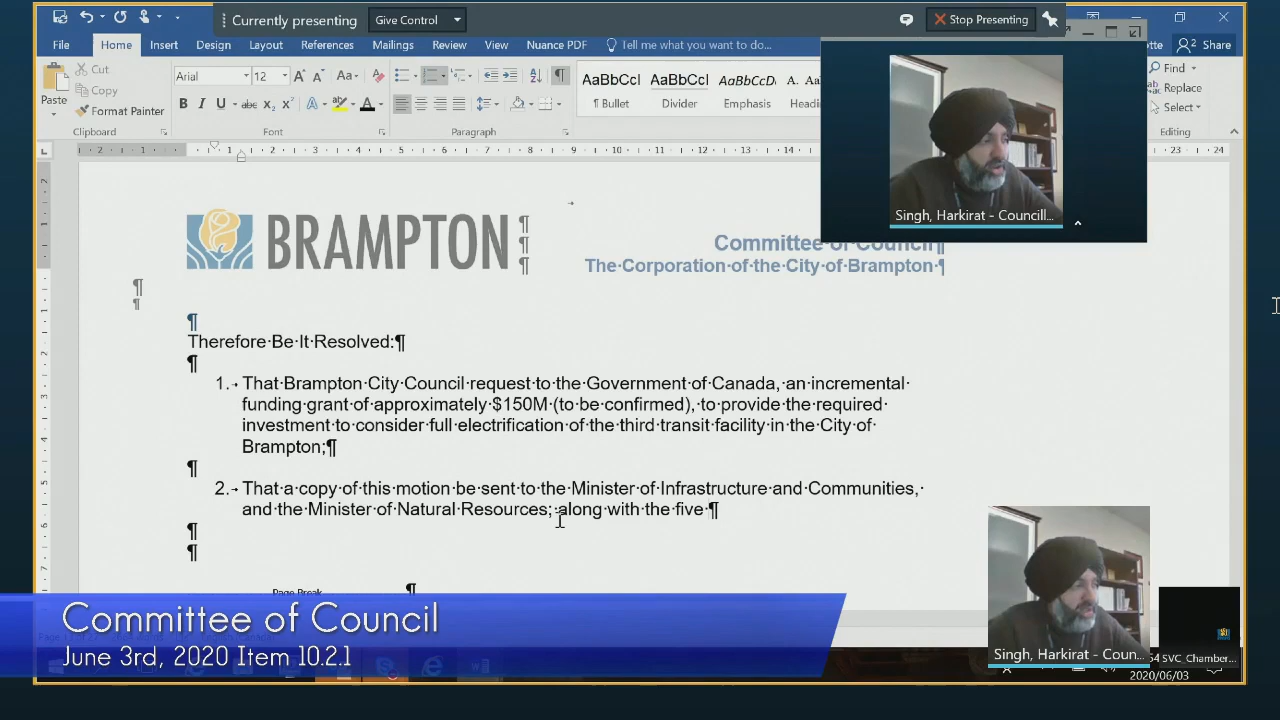 Currently presenting
Give Control
Stop Presenting
File Home Insert Design Layout References Mailings Review View Nuance PDF Tell me what you want to do... Share
Paste
Cut
Copy
Format Painter
Clipboard
Arial 12
Font
Paragraph
AaBbCcI AaBbCcI AaBbCcD
¶ Bullet Divider Emphasis
Find
Replace
Select
Editing
Singh, Harkirat - Councill...
BRAMPTON
Committee of Council
The Corporation of the City of Brampton
Therefore Be It Resolved:
1. That Brampton City Council request to the Government of Canada, an incremental
funding grant of approximately $150M (to be confirmed), to provide the required
investment to consider full electrification of the third transit facility in the City of
Brampton;
2. That a copy of this motion be sent to the Minister of Infrastructure and Communities,
and the Minister of Natural Resources; along with the five
Page Break
Committee of Council
June 3rd, 2020 Item 10.2.1
Singh, Harkirat - Coun...
54 SVC_Chamber...
2020/06/03